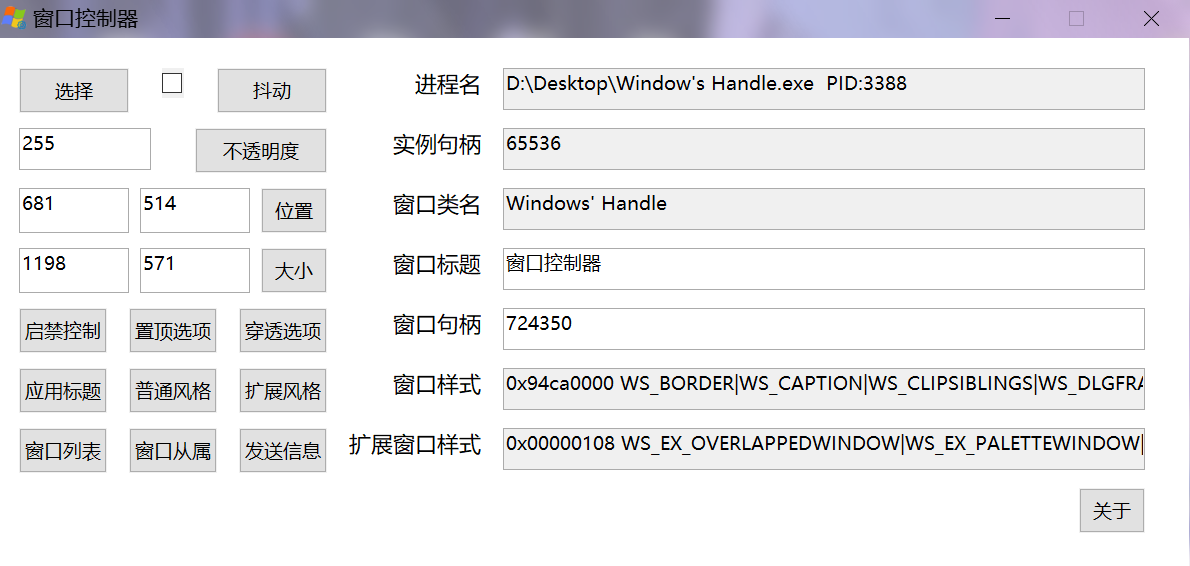 窗口控制器
选择 抖动 进程名 D:\Desktop\Window's Handle.exe  PID:3388
255 不透明度 实例句柄 65536
681 514 位置 窗口类名 Windows' Handle
1198 571 大小 窗口标题 窗口控制器
启禁控制 置顶选项 穿透选项 窗口句柄 724350
应用标题 普通风格 扩展风格 窗口样式 0x94ca0000 WS_BORDER|WS_CAPTION|WS_CLIPSIBLINGS|WS_DLGFRA
窗口列表 窗口从属 发送信息 扩展窗口样式 0x00000108 WS_EX_OVERLAPPEDWINDOW|WS_EX_PALETTEWINDOW|
关于